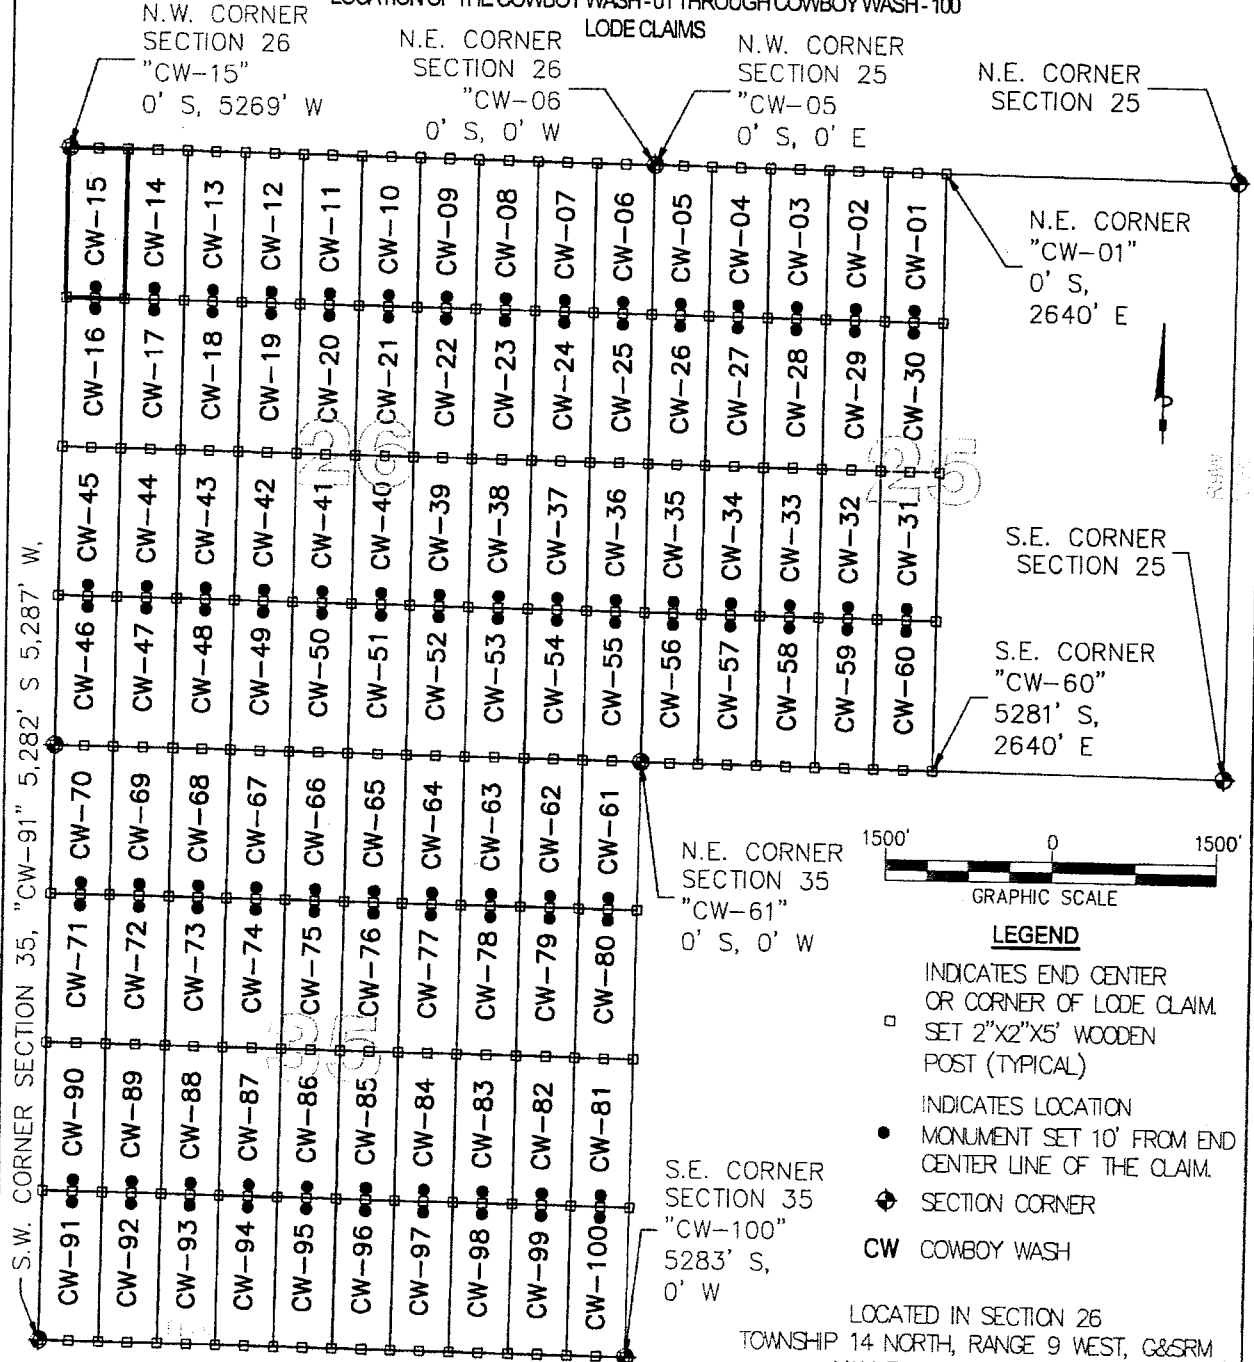 LOCATION OF THE COWBOY WASH-01 THROUGH COWBOY WASH-100
LODE CLAIMS
N.W. CORNER
SECTION 26
"CW-15"
0' S, 5269' W
N.E. CORNER
SECTION 26
"CW-06
0' S, 0' W
N.W. CORNER
SECTION 25
"CW-05
0' S, 0' E
N.E. CORNER
SECTION 25
CW-15
CW-14
CW-13
CW-12
CW-11
CW-10
CW-09
CW-08
CW-07
CW-06
CW-05
CW-04
CW-03
CW-02
CW-01
N.E. CORNER
"CW-01"
0' S,
2640' E
CW-16
CW-17
CW-18
CW-19
CW-20
CW-21
CW-22
CW-23
CW-24
CW-25
CW-26
CW-27
CW-28
CW-29
CW-30
26
25
CW-45
CW-44
CW-43
CW-42
CW-41
CW-40
CW-39
CW-38
CW-37
CW-36
CW-35
CW-34
CW-33
CW-32
CW-31
S.E. CORNER
SECTION 25
CW-46
CW-47
CW-48
CW-49
CW-50
CW-51
CW-52
CW-53
CW-54
CW-55
CW-56
CW-57
CW-58
CW-59
CW-60
S.E. CORNER
"CW-60"
5281' S,
2640' E
S.W. CORNER SECTION 35, "CW-91" 5,282' S 5,287' W,
CW-70
CW-69
CW-68
CW-67
CW-66
CW-65
CW-64
CW-63
CW-62
CW-61
N.E. CORNER
SECTION 35
"CW-61"
0' S, 0' W
1500' 0 1500'
GRAPHIC SCALE
CW-71
CW-72
CW-73
CW-74
CW-75
CW-76
CW-77
CW-78
CW-79
CW-80
35
CW-90
CW-89
CW-88
CW-87
CW-86
CW-85
CW-84
CW-83
CW-82
CW-81
CW-91
CW-92
CW-93
CW-94
CW-95
CW-96
CW-97
CW-98
CW-99
CW-100
S.E. CORNER
SECTION 35
"CW-100"
5283' S,
0' W
LEGEND
INDICATES END CENTER
OR CORNER OF LODE CLAIM.
SET 2"X2"X5' WOODEN
POST (TYPICAL)
INDICATES LOCATION
MONUMENT SET 10' FROM END
CENTER LINE OF THE CLAIM.
SECTION CORNER
CW COWBOY WASH
LOCATED IN SECTION 26
TOWNSHIP 14 NORTH, RANGE 9 WEST, G&SRM